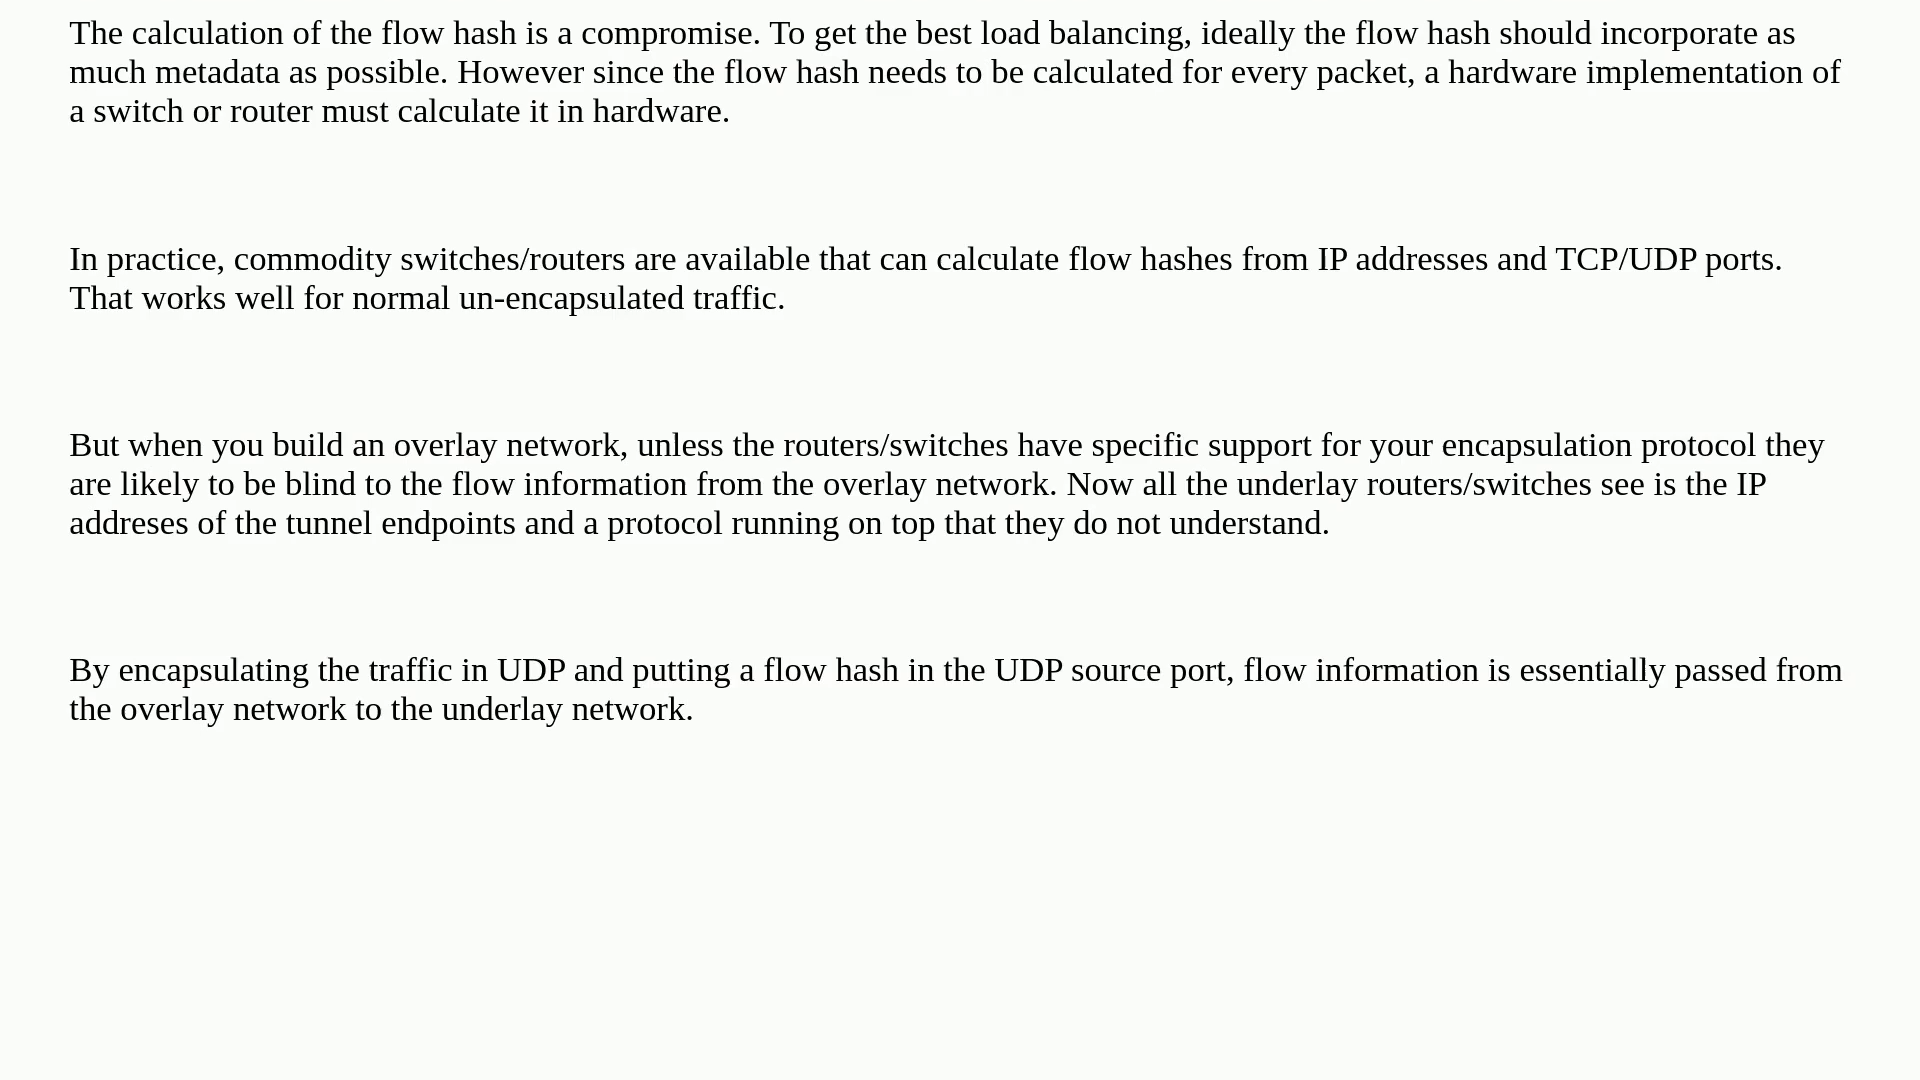 The calculation of the flow hash is a compromise. To get the best load balancing, ideally the flow hash should incorporate as
much metadata as possible. However since the flow hash needs to be calculated for every packet, a hardware implementation of
a switch or router must calculate it in hardware.
In practice, commodity switches/routers are available that can calculate flow hashes from IP addresses and TCP/UDP ports.
That works well for normal un-encapsulated traffic.
But when you build an overlay network, unless the routers/switches have specific support for your encapsulation protocol they
are likely to be blind to the flow information from the overlay network. Now all the underlay routers/switches see is the IP
addreses of the tunnel endpoints and a protocol running on top that they do not understand.
By encapsulating the traffic in UDP and putting a flow hash in the UDP source port, flow information is essentially passed from
the overlay network to the underlay network.